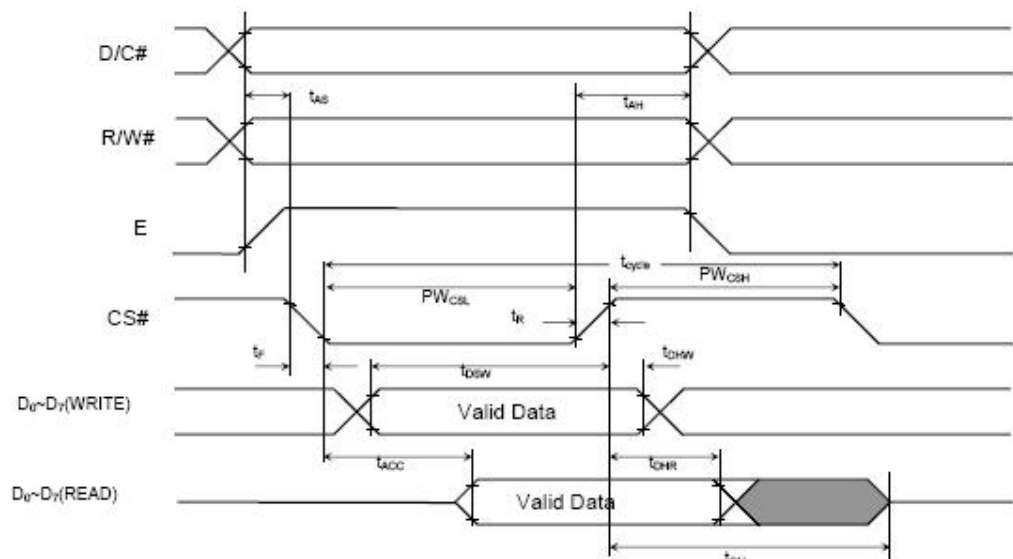 D/C#
tAS
tAH
R/W#
E
tcycle
PWCSL
PWCSH
CS#
tR
tF
tDSW
tDHW
D0~D7(WRITE)
Valid Data
tACC
tDHR
D0~D7(READ)
Valid Data